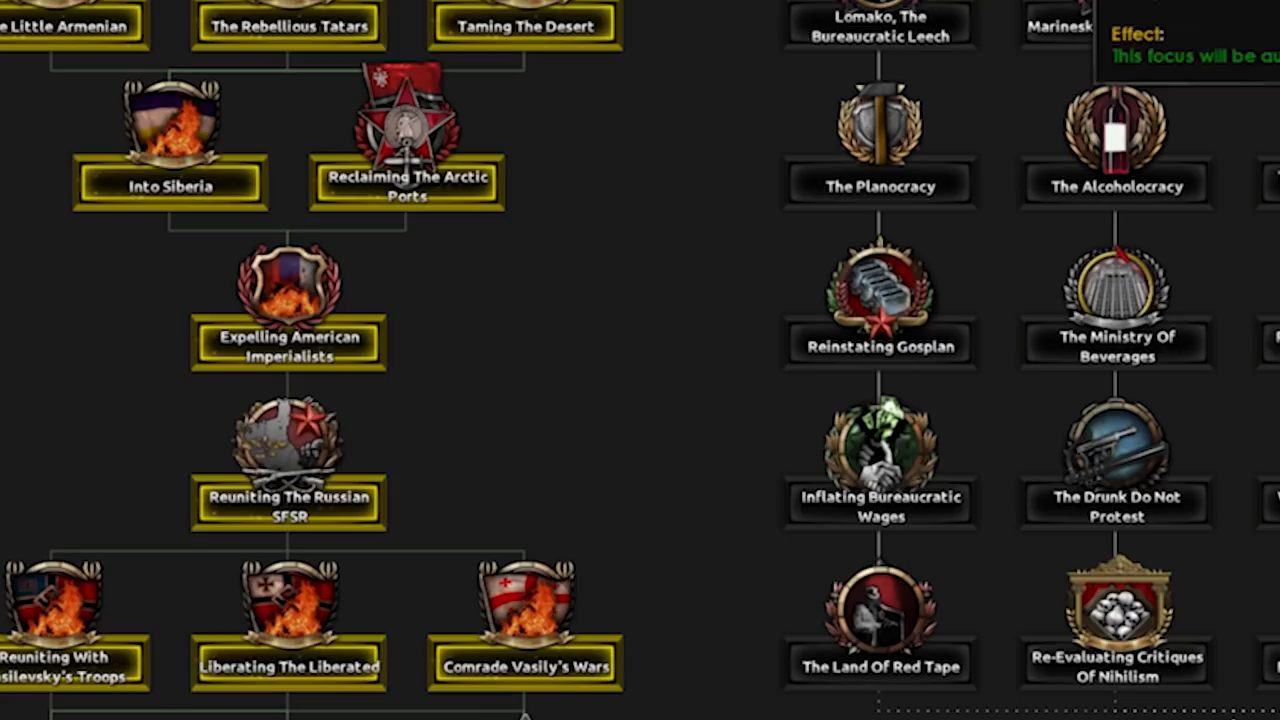 Little Armenian
The Rebellious Tatars
Taming The Desert
Lomako, The
Bureaucratic Leech
Effect:
This focus will be
Into Siberia
Reclaiming The Arctic
Ports
The Planocracy
The Alcoholocracy
Expelling American
Imperialists
Reinstating Gosplan
The Ministry Of
Beverages
Reuniting The Russian
SFSR
Inflating Bureaucratic
Wages
The Drunk Do Not
Protest
Reuniting With
Troops
Liberating The Liberated
Comrade Vasily's Wars
The Land Of Red Tape
Re-Evaluating Critiques
Of Nihilism